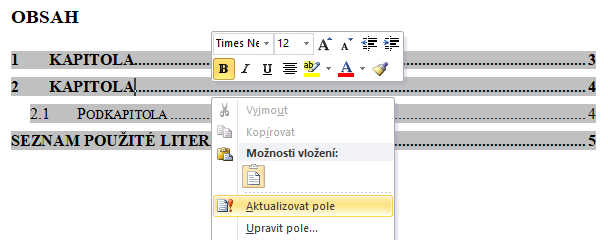 OBSAH
Times Ne 12
1 KAPITOLA 3
B I U ab A
2 KAPITOLA 4
2.1 PODKAPITOLA 4
Vyjmout
Kopírovat
SEZNAM POUŽITÉ LITER 5
Možnosti vložení:
Aktualizovat pole
Upravit pole...